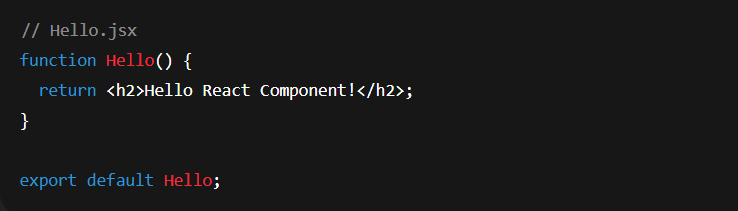 // Hello.jsx
function Hello() {
  return <h2>Hello React Component!</h2>;
}

export default Hello;